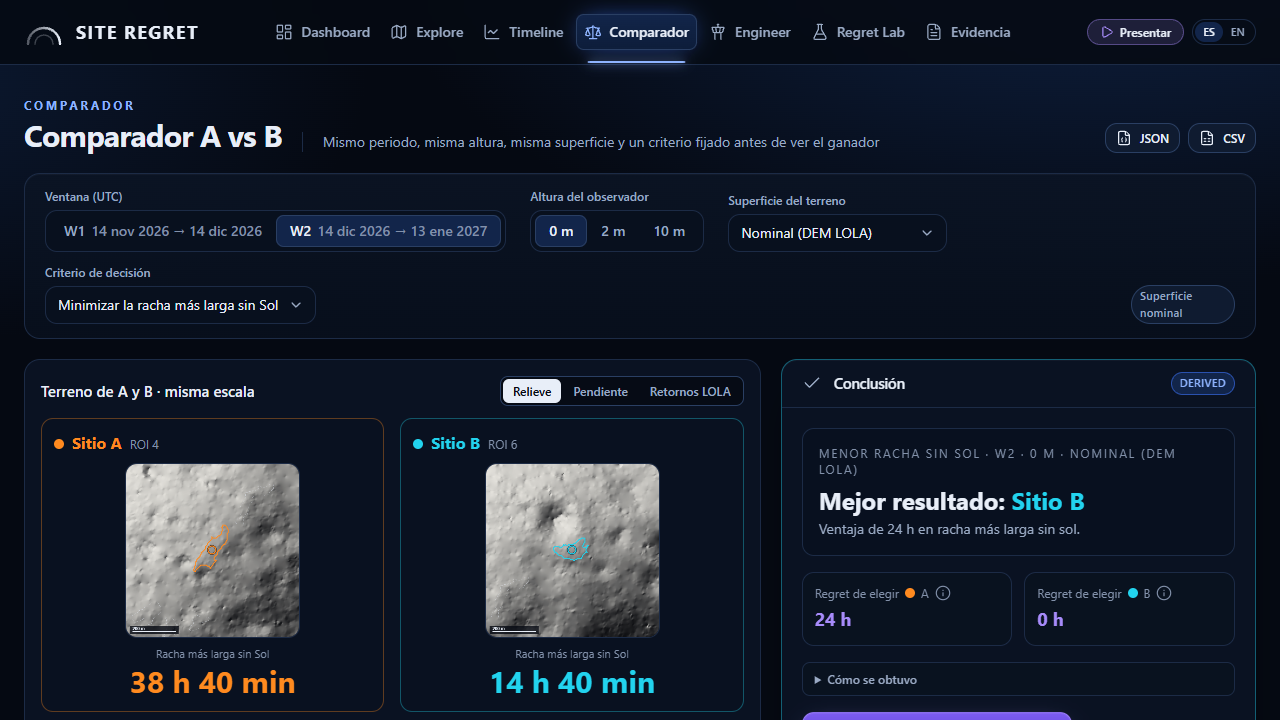 SITE REGRET
Dashboard
Explore
Timeline
Comparador
Engineer
Regret Lab
Evidencia
Presentar
ES
EN
COMPARADOR
Comparador A vs B
Mismo periodo, misma altura, misma superficie y un criterio fijado antes de ver el ganador
JSON
CSV
Ventana (UTC)
W1 14 nov 2026 → 14 dic 2026
W2 14 dic 2026 → 13 ene 2027
Altura del observador
0 m
2 m
10 m
Superficie del terreno
Nominal (DEM LOLA)
Criterio de decisión
Minimizar la racha más larga sin Sol
Superficie
nominal
Terreno de A y B · misma escala
Relieve
Pendiente
Retornos LOLA
Sitio A ROI 4
Racha más larga sin Sol
38 h 40 min
Sitio B ROI 6
Racha más larga sin Sol
14 h 40 min
Conclusión
DERIVED
MENOR RACHA SIN SOL · W2 · 0 M · NOMINAL (DEM
LOLA)
Mejor resultado: Sitio B
Ventaja de 24 h en racha más larga sin sol.
Regret de elegir A
24 h
Regret de elegir B
0 h
Cómo se obtuvo